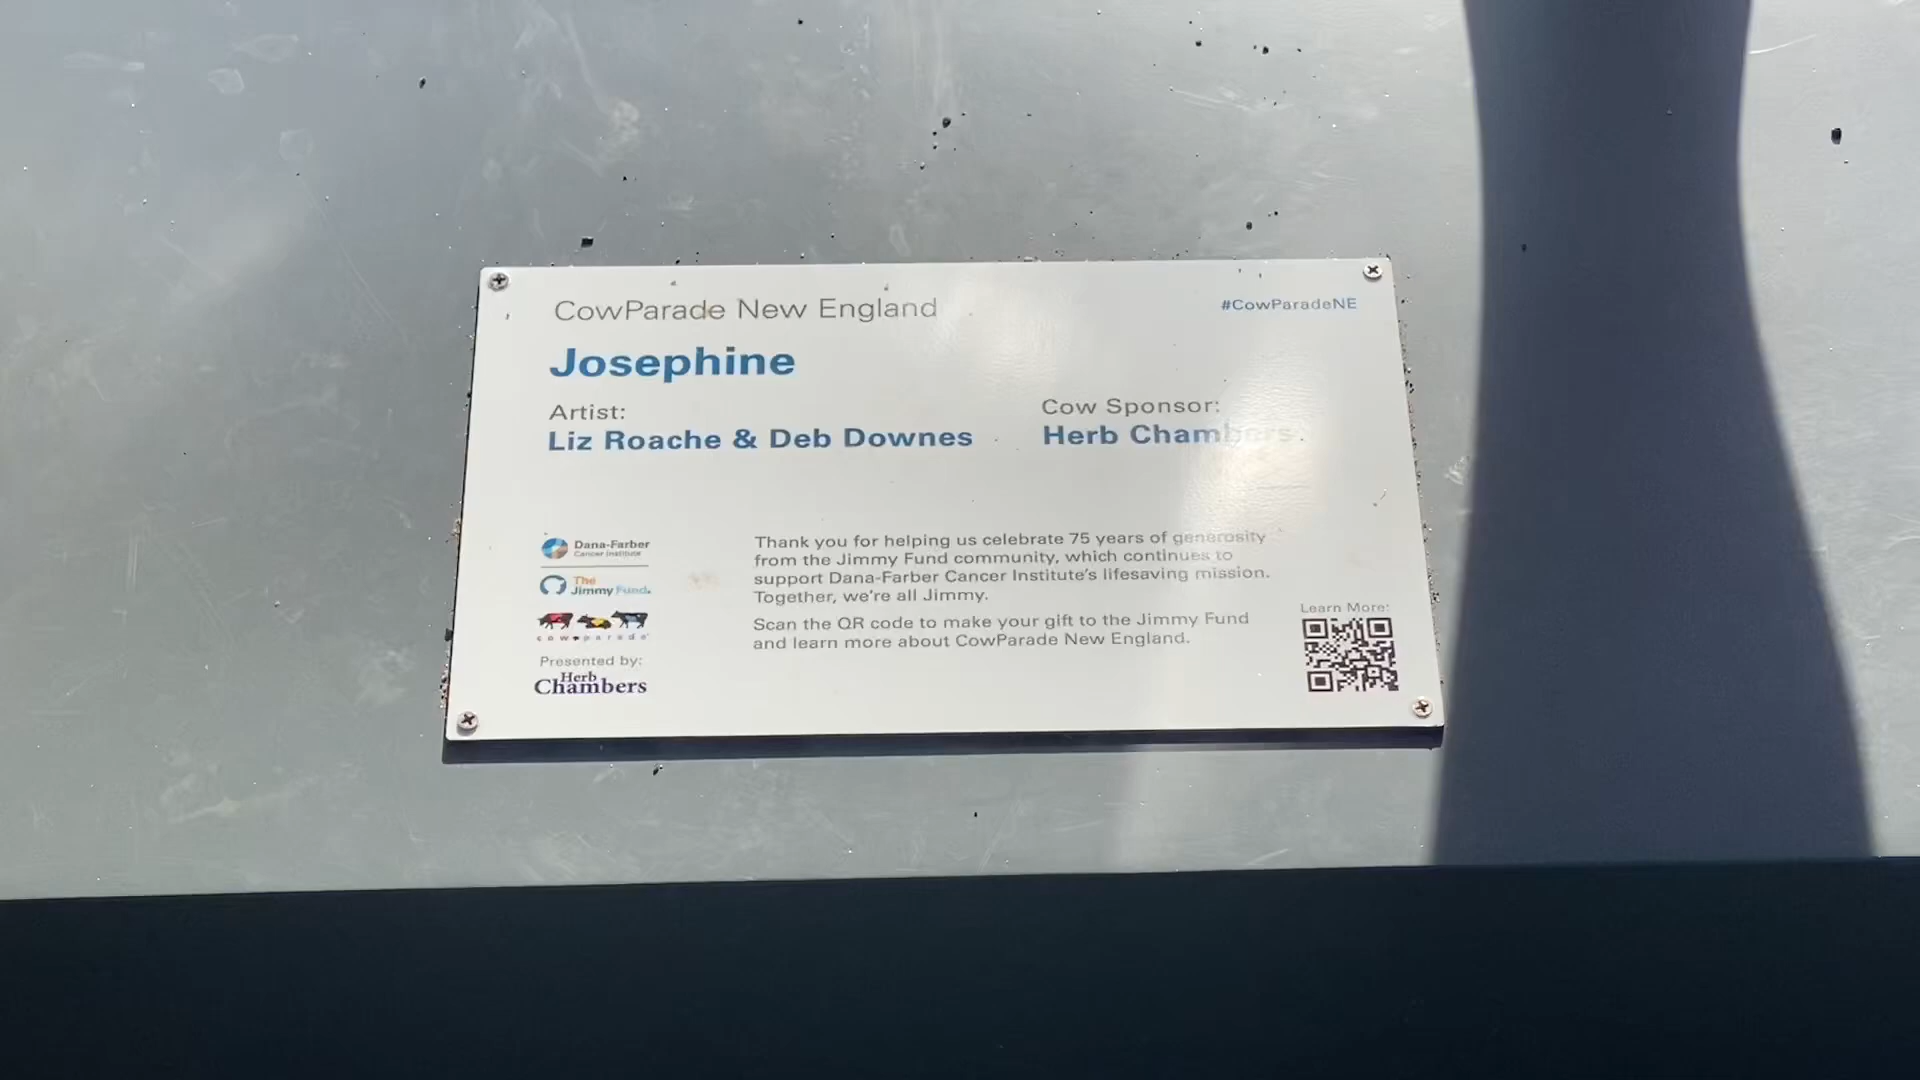 CowParade New England
#CowParadeNE
Josephine
Artist:
Liz Roache & Deb Downes
Cow Sponsor:
Herb Chambers
Dana-Farber
Cancer Institute
The
Jimmy Fund.
cow parade
Presented by:
Herb
Chambers
Thank you for helping us celebrate 75 years of generosity
from the Jimmy Fund community, which continues to
support Dana-Farber Cancer Institute's lifesaving mission.
Together, we're all Jimmy.
Scan the QR code to make your gift to the Jimmy Fund
and learn more about CowParade New England.
Learn More: